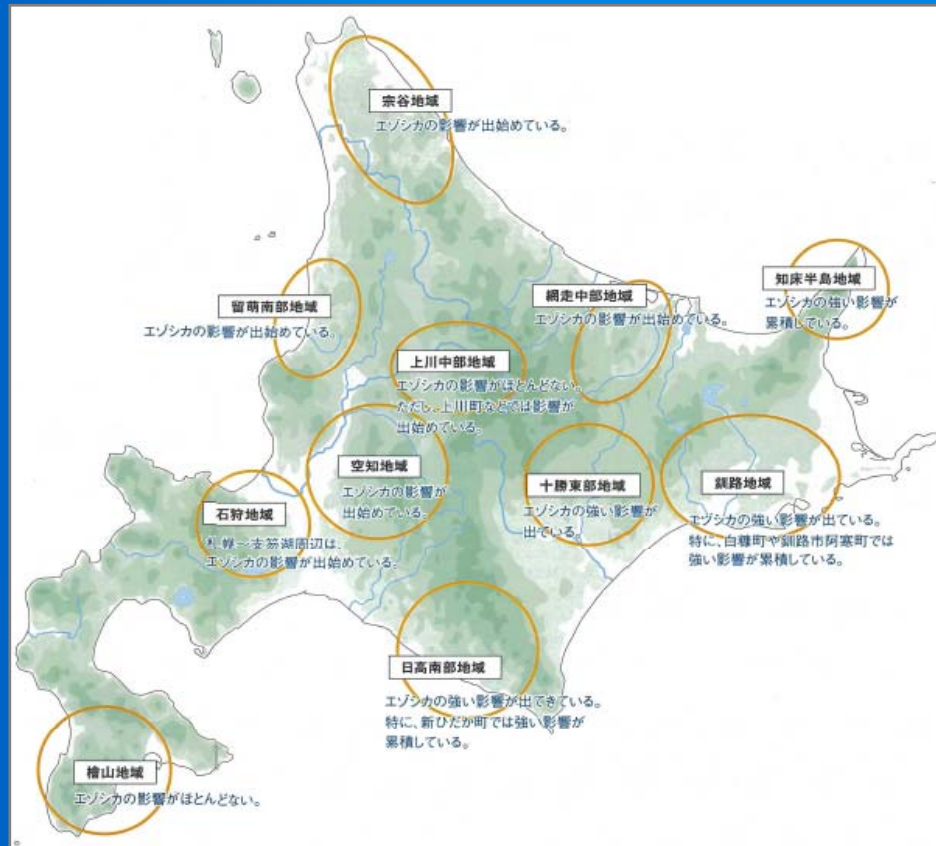 宗谷地域
エゾシカの影響が出始めている。
留萌南部地域
エゾシカの影響が出始めている。
網走中部地域
エゾシカの影響が出始めている。
知床半島地域
エゾシカの強い影響が
累積している。
上川中部地域
エゾシカの影響がほとんどない。
ただし、上川町などでは影響が
出始めている。
空知地域
エゾシカの影響が
出始めている。
石狩地域
札幌~支笏湖周辺は、
エゾシカの影響が出始めている。
十勝東部地域
エゾシカの強い影響が
出ている。
釧路地域
エゾシカの強い影響が出ている。
特に、白糠町や釧路市阿寒町では
強い影響が累積している。
日高南部地域
エゾシカの強い影響が出てきている。
特に、新ひだか町では強い影響が
累積している。
檜山地域
エゾシカの影響がほとんどない。